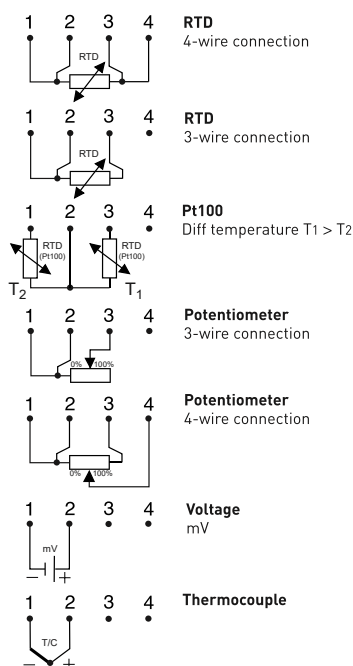 1 2 3 4 RTD
4-wire connection
RTD
1 2 3 4 RTD
3-wire connection
RTD
1 2 3 4 Pt100
Diff temperature T1 > T2
RTD RTD
(Pt100) (Pt100)
T2 T1
1 2 3 4 Potentiometer
3-wire connection
0% 100%
1 2 3 4 Potentiometer
4-wire connection
0% 100%
1 2 3 4 Voltage
mV
mV
− +
1 2 3 4 Thermocouple
T/C
− +